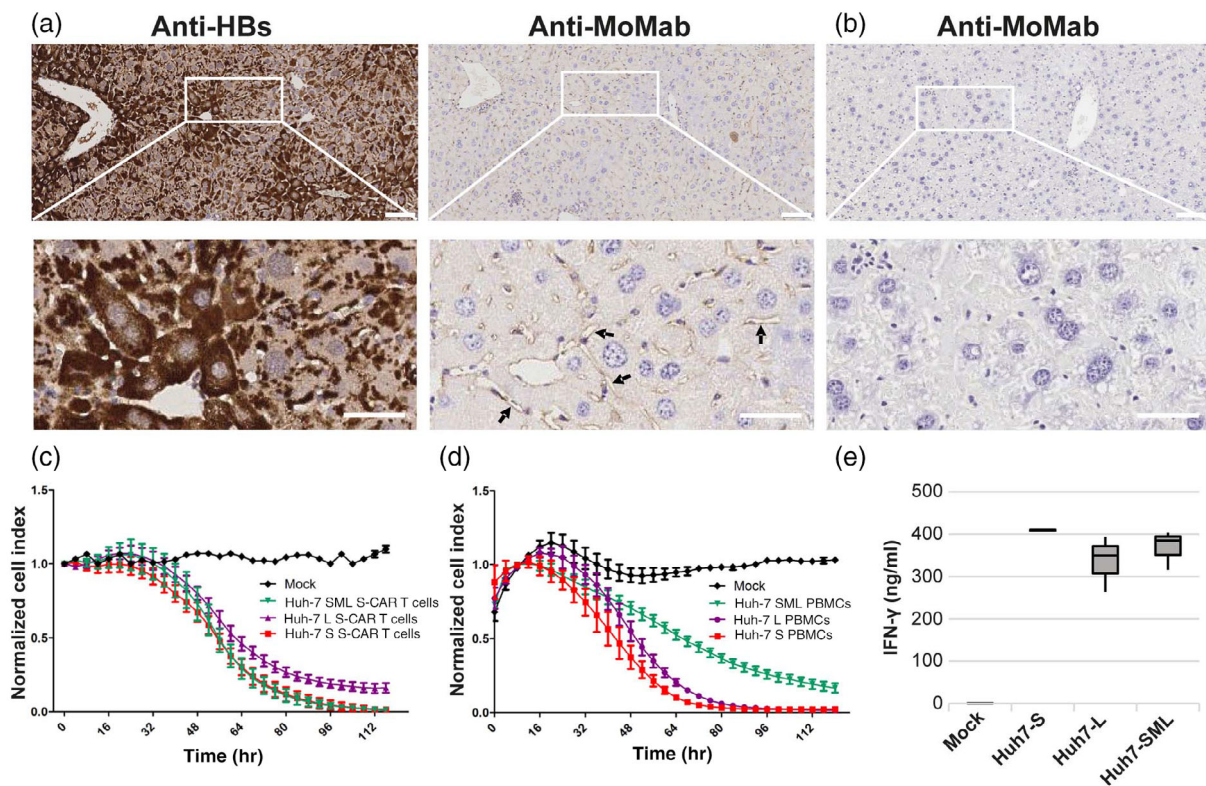 (a) Anti-HBs Anti-MoMab (b) Anti-MoMab
(c)
Normalized cell index
1.5
1.0
0.5
0.0
Mock
Huh-7 SML S-CAR T cells
Huh-7 L S-CAR T cells
Huh-7 S S-CAR T cells
0 16 32 48 64 80 96 112
Time (hr)
(d)
Normalized cell index
1.5
1.0
0.5
0.0
Mock
Huh-7 SML PBMCs
Huh-7 L PBMCs
Huh-7 S PBMCs
0 16 32 48 64 80 96 112
Time (hr)
(e)
IFN-γ (ng/ml)
500
400
300
200
100
0
Mock Huh7-S Huh7-L Huh7-SML